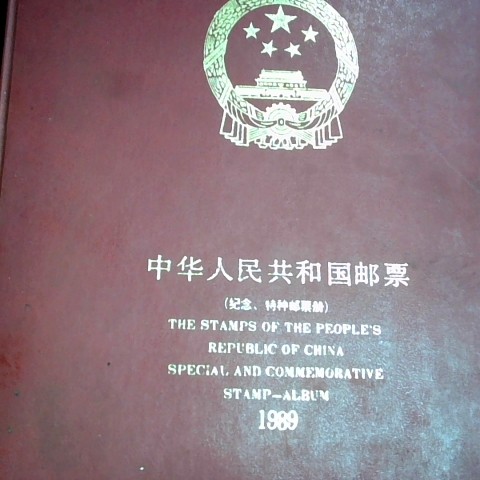 中华人民共和国邮票
(纪念、特种邮票册)
THE STAMPS OF THE PEOPLE'S
REPUBLIC OF CHINA
SPECIAL AND COMMEMORATIVE
STAMP-ALBUM
1989